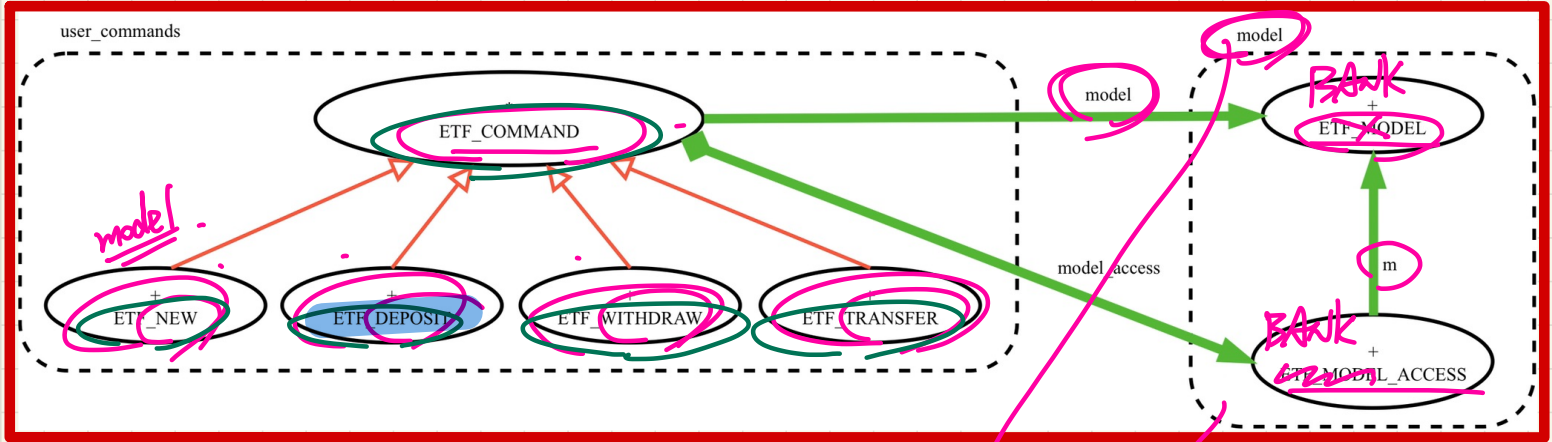 user_commands
model
model
BANK
+
ETF_MODEL
+
ETF_COMMAND
model
model_access
m
+
ETF_NEW
+
ETF_DEPOSIT
+
ETF_WITHDRAW
+
ETF_TRANSFER
BANK
+
ETF_MODEL_ACCESS